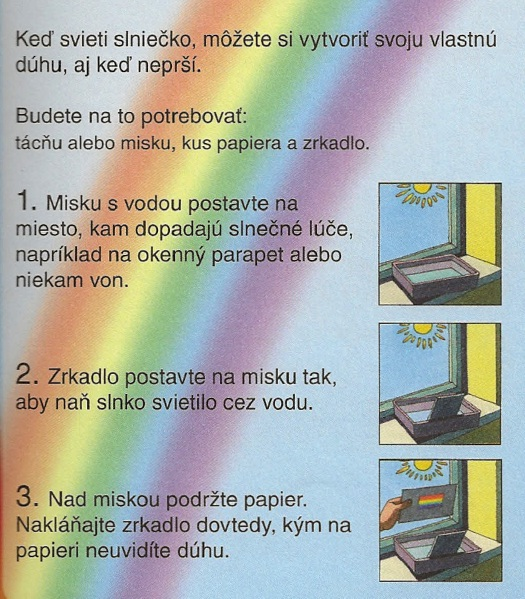 Keď svieti slniečko, môžete si vytvoriť svoju vlastnú
dúhu, aj keď neprší.
Budete na to potrebovať:
tácňu alebo misku, kus papiera a zrkadlo.
1. Misku s vodou postavte na
miesto, kam dopadajú slnečné lúče,
napríklad na okenný parapet alebo
niekam von.
2. Zrkadlo postavte na misku tak,
aby naň slnko svietilo cez vodu.
3. Nad miskou podržte papier.
Nakláňajte zrkadlo dovtedy, kým na
papieri neuvidíte dúhu.